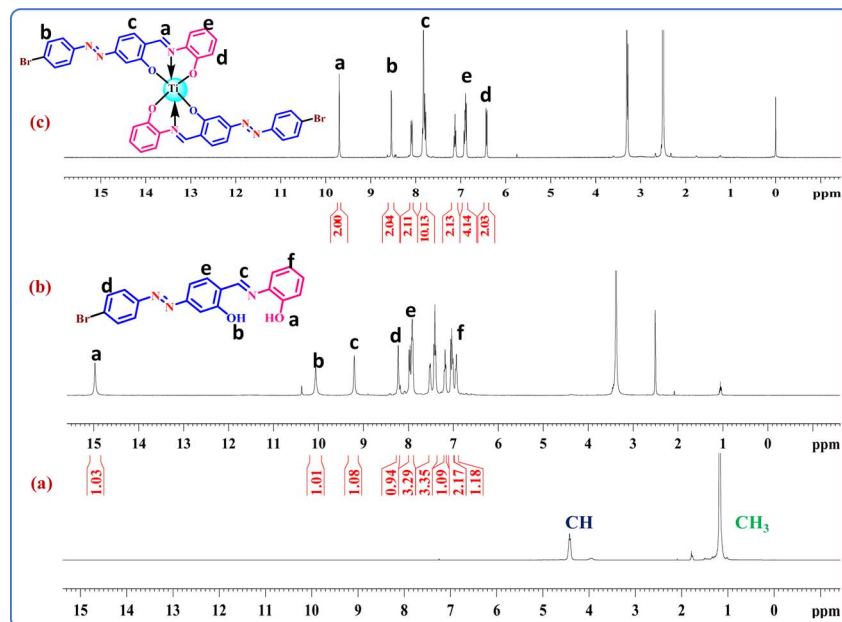 c a e
b
N N N O O d
Br
Ti
O O
N N N Br
(c)
a b c e d
15 14 13 12 11 10 9 8 7 6 5 4 3 2 1 0 ppm
2.00 2.04 2.11 10.13 2.13 4.14 2.03
f
e c
d
N N N
Br
OH HO
b a
(b)
a b c d e f
15 14 13 12 11 10 9 8 7 6 5 4 3 2 1 0 ppm
1.03 1.01 1.08 0.94 3.29 3.35 1.09 2.17 1.18
(a)
CH CH3
15 14 13 12 11 10 9 8 7 6 5 4 3 2 1 0 ppm